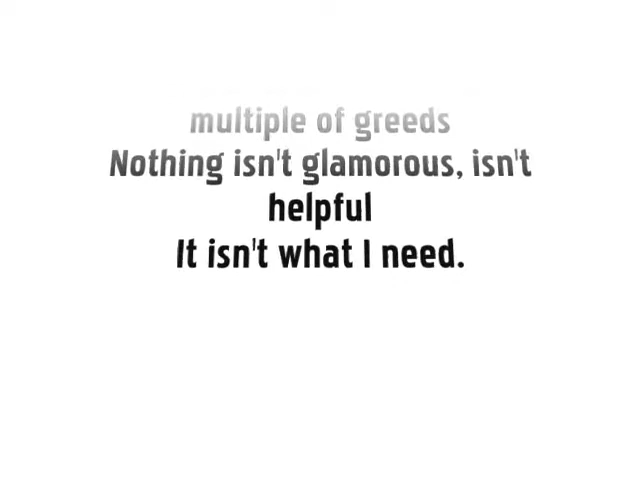 multiple of greeds
Nothing isn't glamorous, isn't
helpful
It isn't what I need.